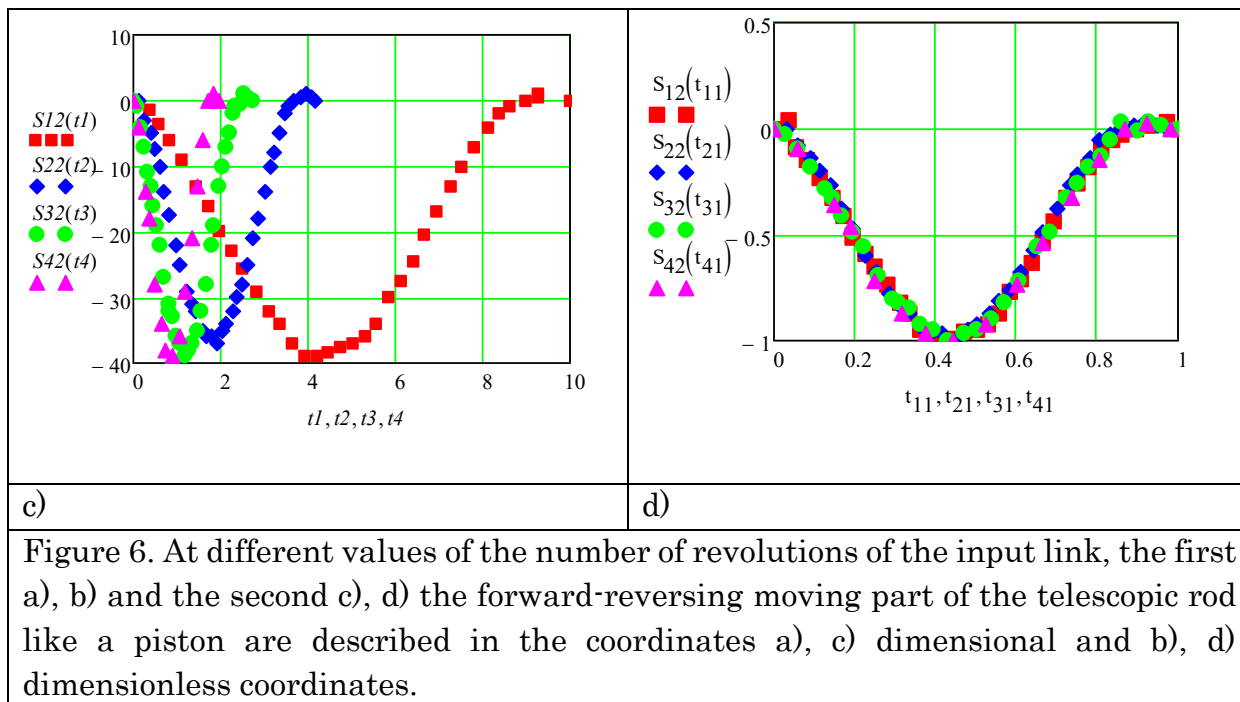 10
0
– 10
– 20
– 30
– 40
S12(t1)
S22(t2)
S32(t3)
S42(t4)
0 2 4 6 8 10
t1,t2,t3,t4
0.5
0
– 0.5
– 1
S12(t11)
S22(t21)
S32(t31)
S42(t41)
0 0.2 0.4 0.6 0.8 1
t11,t21,t31,t41
c)
d)
Figure 6. At different values of the number of revolutions of the input link, the first
a), b) and the second c), d) the forward-reversing moving part of the telescopic rod
like a piston are described in the coordinates a), c) dimensional and b), d)
dimensionless coordinates.